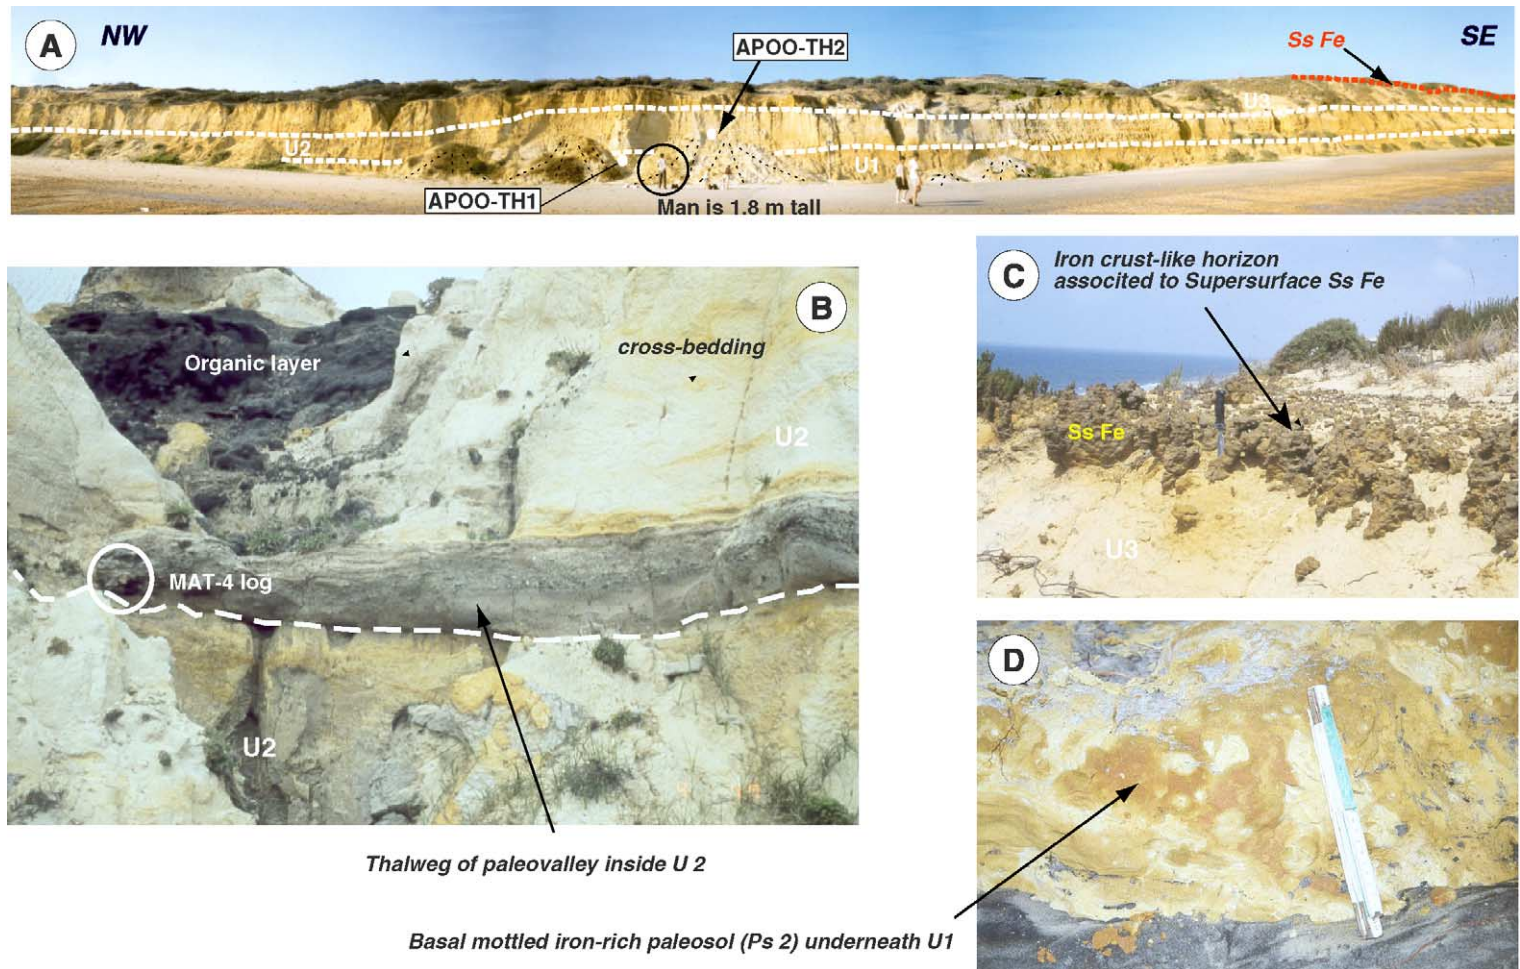 A
NW
APOO-TH2
Ss Fe
SE
U3
U2
U1
APOO-TH1
Man is 1.8 m tall
B
Organic layer
cross-bedding
U2
MAT-4 log
U2
Thalweg of paleovalley inside U 2
C
Iron crust-like horizon
associted to Supersurface Ss Fe
Ss Fe
U3
D
Basal mottled iron-rich paleosol (Ps 2) underneath U1